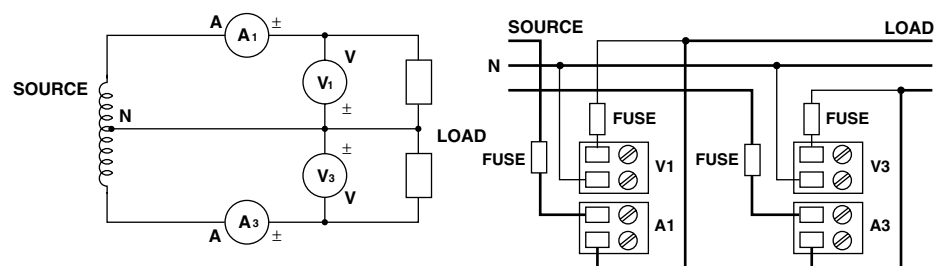 A A1 ±
V
V1
±
SOURCE
N
±
LOAD
V3
V
A A3 ±
SOURCE
LOAD
N
FUSE
FUSE
FUSE
FUSE
V1
V3
A1
A3